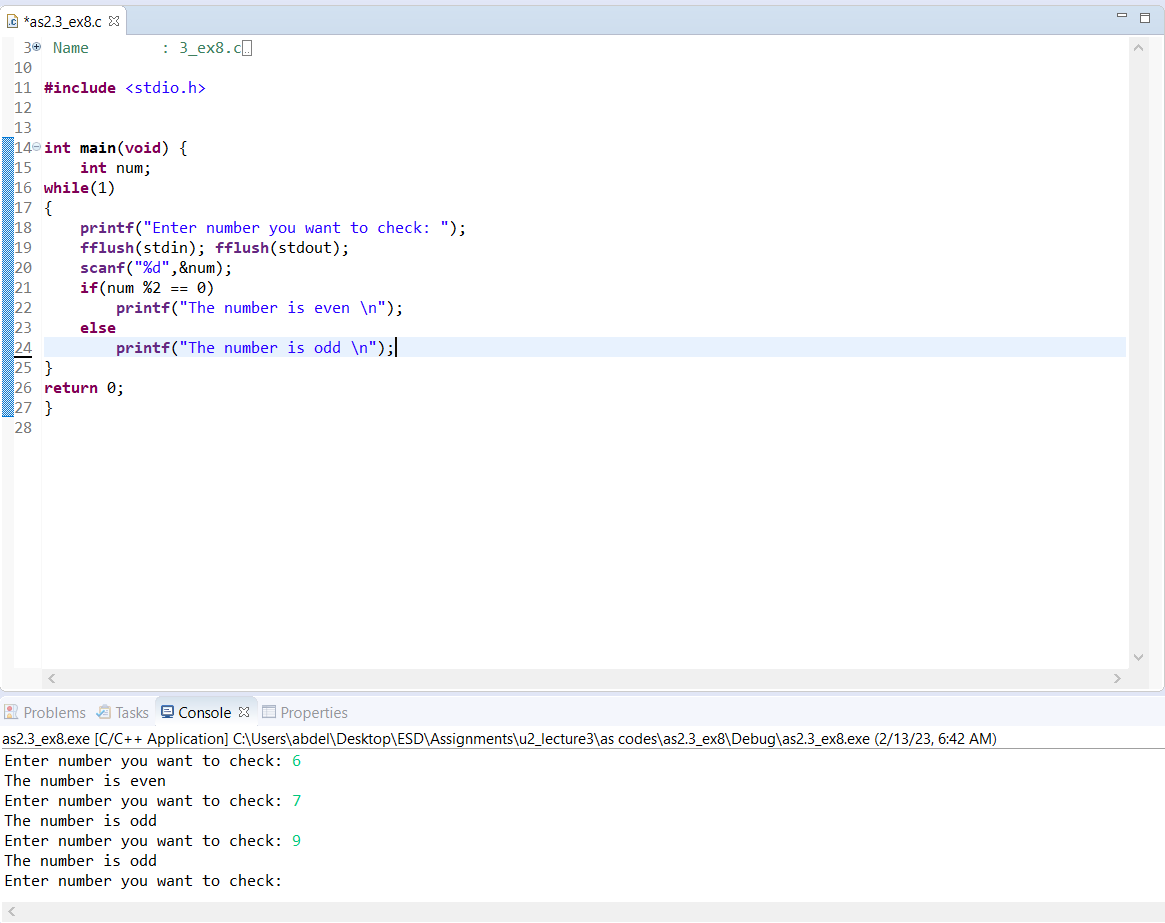 *as2.3_ex8.c
3 Name        : 3_ex8.c
10
11 #include <stdio.h>
12
13
14 int main(void) {
15     int num;
16 while(1)
17 {
18     printf("Enter number you want to check: ");
19     fflush(stdin); fflush(stdout);
20     scanf("%d",&num);
21     if(num %2 == 0)
22         printf("The number is even \n");
23     else
24         printf("The number is odd \n");
25 }
26 return 0;
27 }
28
Problems Tasks Console Properties
as2.3_ex8.exe [C/C++ Application] C:\Users\abdel\Desktop\ESD\Assignments\u2_lecture3\as codes\as2.3_ex8\Debug\as2.3_ex8.exe (2/13/23, 6:42 AM)
Enter number you want to check: 6
The number is even
Enter number you want to check: 7
The number is odd
Enter number you want to check: 9
The number is odd
Enter number you want to check: